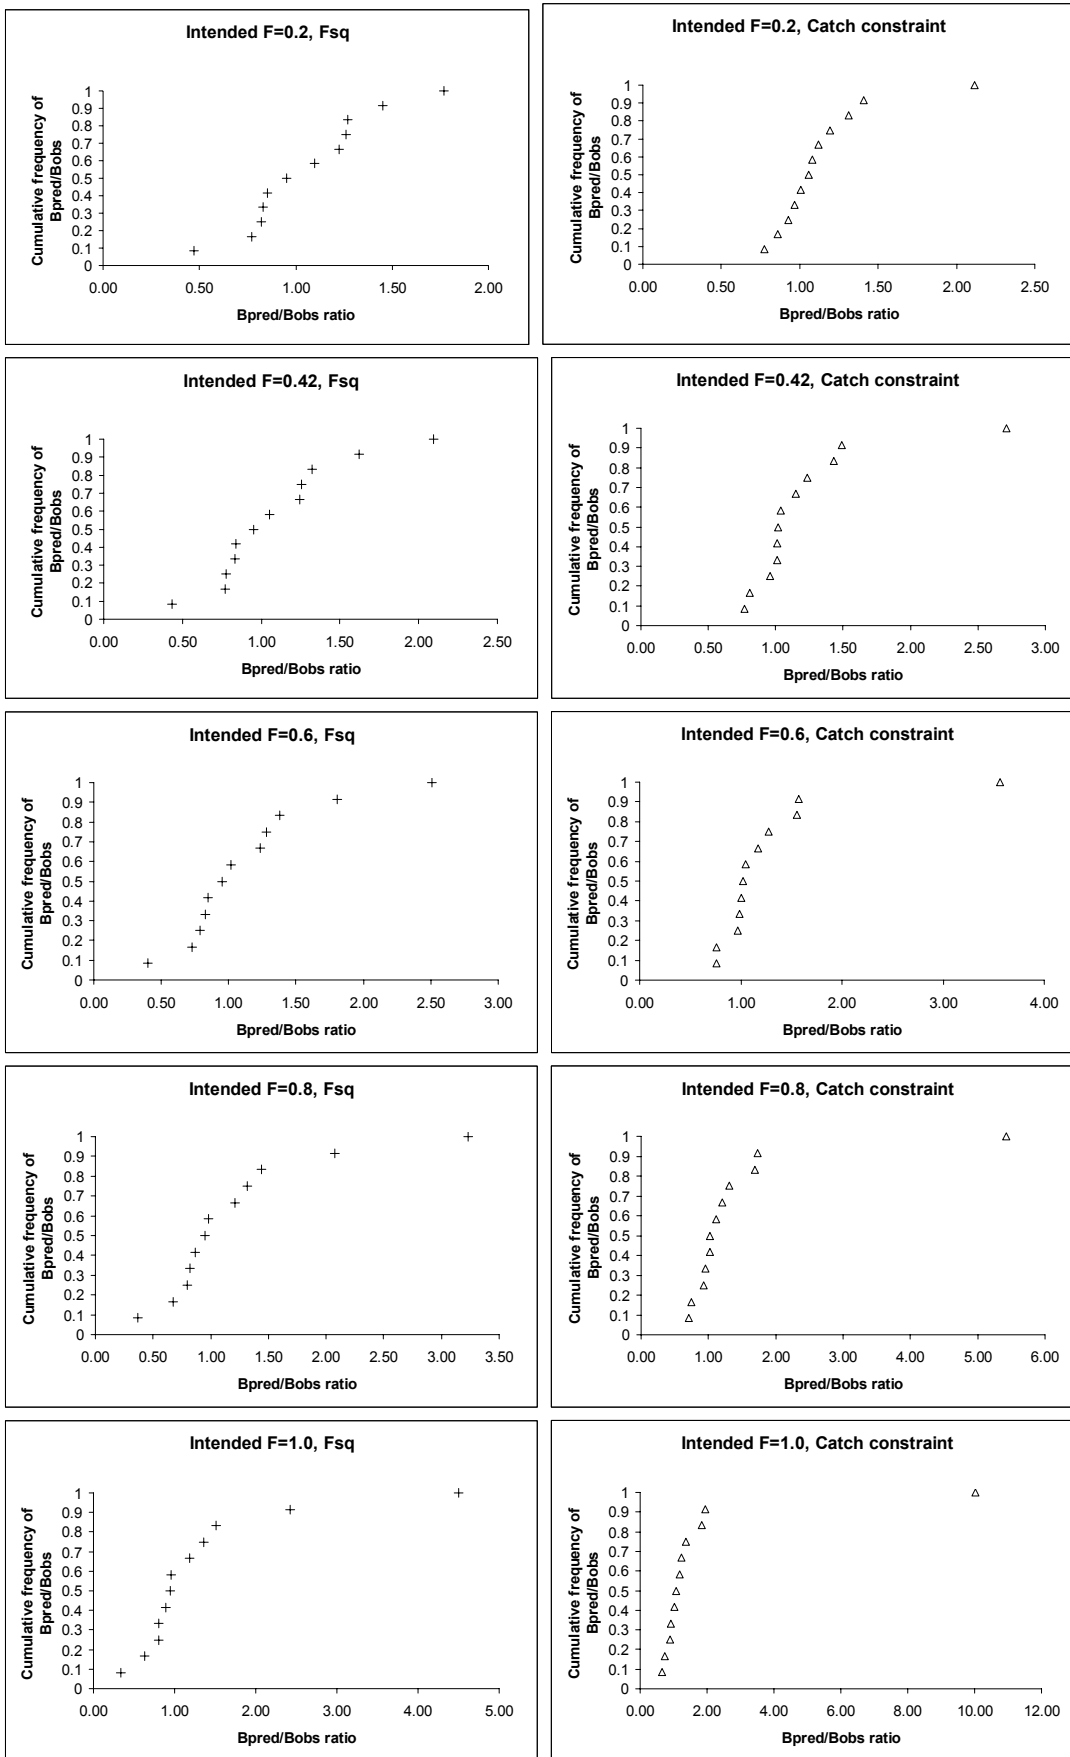 Intended F=0.2, Fsq
Cumulative frequency of
Bpred/Bobs
1
0.9
0.8
0.7
0.6
0.5
0.4
0.3
0.2
0.1
0
0.00 0.50 1.00 1.50 2.00
Bpred/Bobs ratio
Intended F=0.2, Catch constraint
Cumulative frequency of
Bpred/Bobs
1
0.9
0.8
0.7
0.6
0.5
0.4
0.3
0.2
0.1
0
0.00 0.50 1.00 1.50 2.00 2.50
Bpred/Bobs ratio
Intended F=0.42, Fsq
Cumulative frequency of
Bpred/Bobs
1
0.9
0.8
0.7
0.6
0.5
0.4
0.3
0.2
0.1
0
0.00 0.50 1.00 1.50 2.00 2.50
Bpred/Bobs ratio
Intended F=0.42, Catch constraint
Cumulative frequency of
Bpred/Bobs
1
0.9
0.8
0.7
0.6
0.5
0.4
0.3
0.2
0.1
0
0.00 0.50 1.00 1.50 2.00 2.50 3.00
Bpred/Bobs ratio
Intended F=0.6, Fsq
Cumulative frequency of
Bpred/Bobs
1
0.9
0.8
0.7
0.6
0.5
0.4
0.3
0.2
0.1
0
0.00 0.50 1.00 1.50 2.00 2.50 3.00
Bpred/Bobs ratio
Intended F=0.6, Catch constraint
Cumulative frequency of
Bpred/Bobs
1
0.9
0.8
0.7
0.6
0.5
0.4
0.3
0.2
0.1
0
0.00 1.00 2.00 3.00 4.00
Bpred/Bobs ratio
Intended F=0.8, Fsq
Cumulative frequency of
Bpred/Bobs
1
0.9
0.8
0.7
0.6
0.5
0.4
0.3
0.2
0.1
0
0.00 0.50 1.00 1.50 2.00 2.50 3.00 3.50
Bpred/Bobs ratio
Intended F=0.8, Catch constraint
Cumulative frequency of
Bpred/Bobs
1
0.9
0.8
0.7
0.6
0.5
0.4
0.3
0.2
0.1
0
0.00 1.00 2.00 3.00 4.00 5.00 6.00
Bpred/Bobs ratio
Intended F=1.0, Fsq
Cumulative frequency of
Bpred/Bobs
1
0.9
0.8
0.7
0.6
0.5
0.4
0.3
0.2
0.1
0
0.00 1.00 2.00 3.00 4.00 5.00
Bpred/Bobs ratio
Intended F=1.0, Catch constraint
Cumulative frequency of
Bpred/Bobs
1
0.9
0.8
0.7
0.6
0.5
0.4
0.3
0.2
0.1
0
0.00 2.00 4.00 6.00 8.00 10.00 12.00
Bpred/Bobs ratio